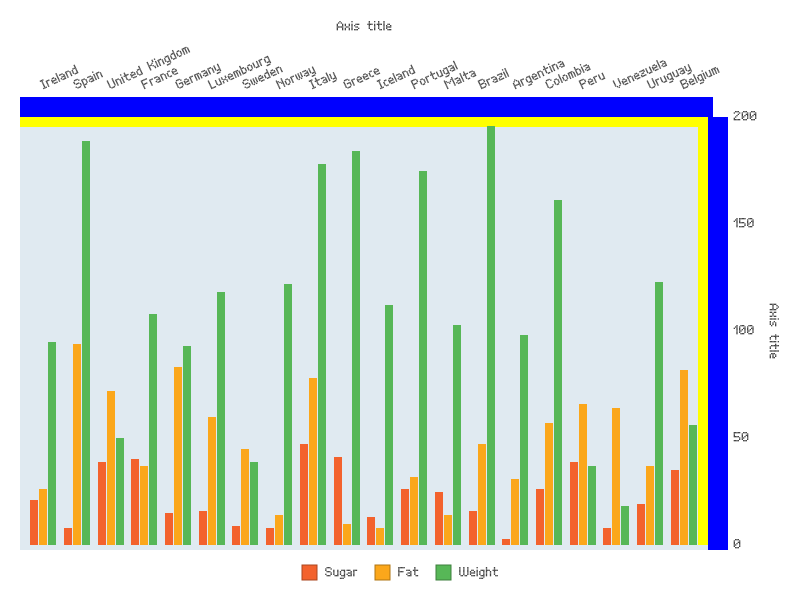 Axis title
Ireland
Spain
United Kingdom
France
Germany
Luxembourg
Sweden
Norway
Italy
Greece
Iceland
Portugal
Malta
Brazil
Argentina
Colombia
Peru
Venezuela
Uruguay
Belgium
200
150
100
50
0
Axis title
Sugar
Fat
Weight